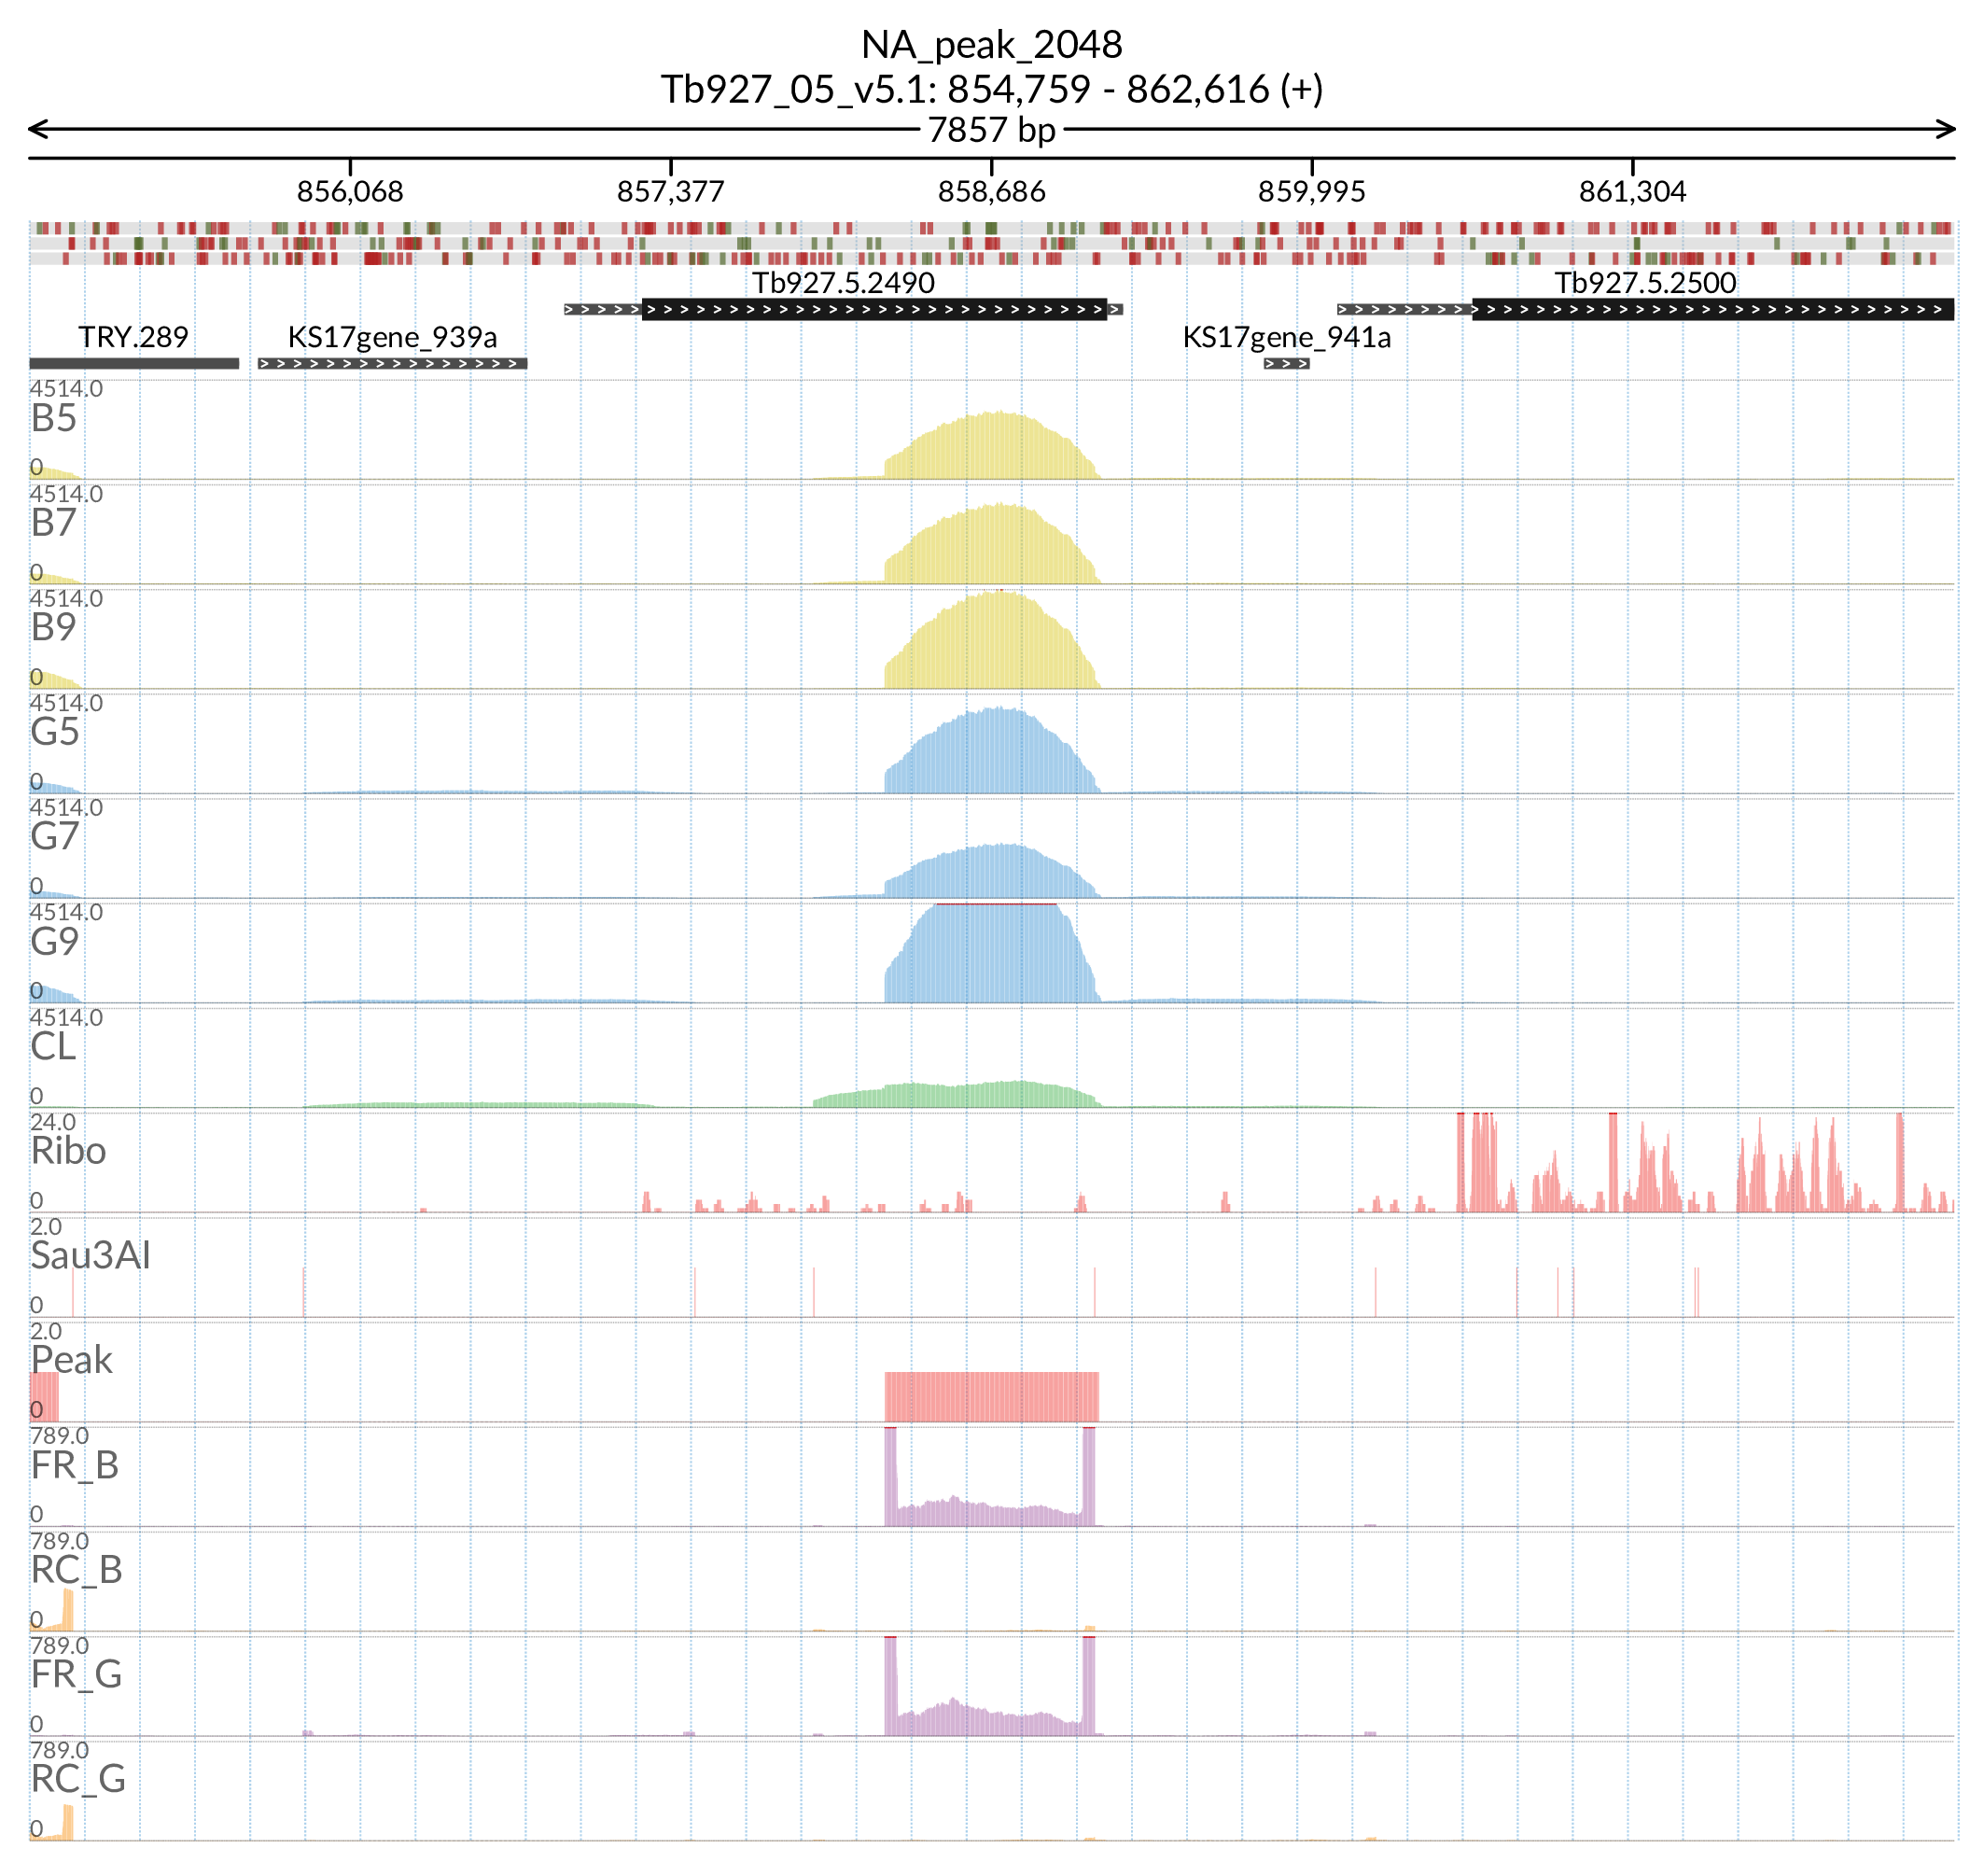 NA_peak_2048
Tb927_05_v5.1: 854,759 - 862,616 (+)
7857 bp
856,068 857,377 858,686 859,995 861,304
Tb927.5.2490 Tb927.5.2500
TRY.289 KS17gene_939a KS17gene_941a
4514.0
B5
0
4514.0
B7
0
4514.0
B9
0
4514.0
G5
0
4514.0
G7
0
4514.0
G9
0
4514.0
CL
0
24.0
Ribo
0
2.0
Sau3AI
0
2.0
Peak
0
789.0
FR_B
0
789.0
RC_B
0
789.0
FR_G
0
789.0
RC_G
0